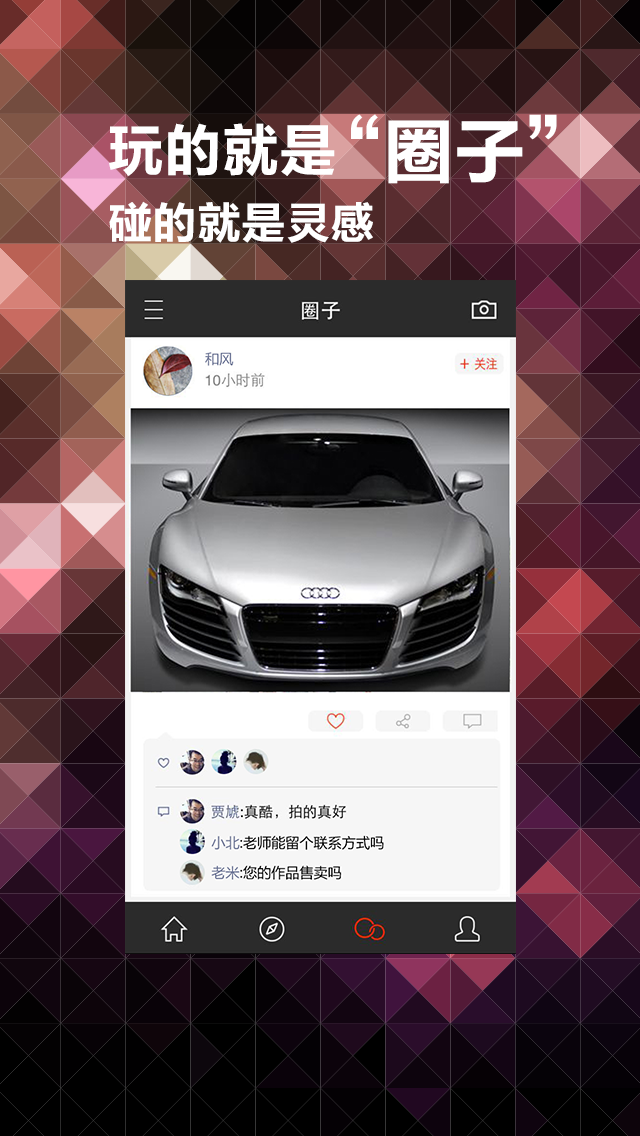 玩的就是“圈子”
碰的就是灵感
圈子
和风
10小时前
+ 关注
贾虓:真酷，拍的真好
小北:老师能留个联系方式吗
老米:您的作品售卖吗